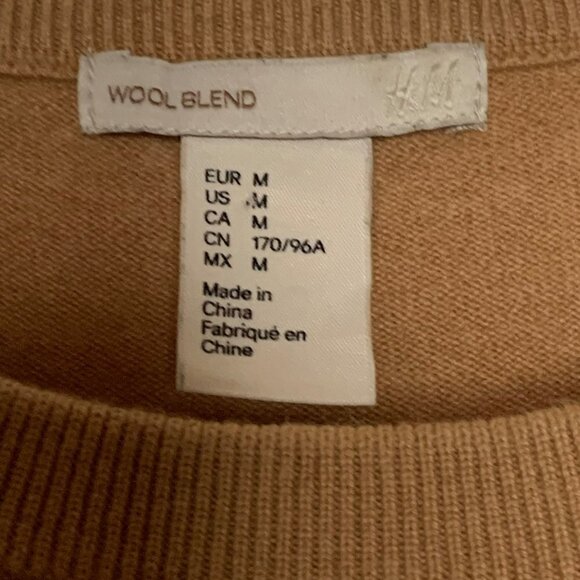 WOOL BLEND H&M
EUR M
US M
CA M
CN 170/96A
MX M
Made in
China
Fabriqué en
Chine